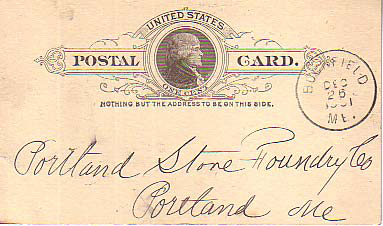 UNITED STATES
POSTAL CARD.
ONE CENT
NOTHING BUT THE ADDRESS TO BE ON THIS SIDE.
DEC
26
ME.
Portland Stove Foundry Co
Portland Me